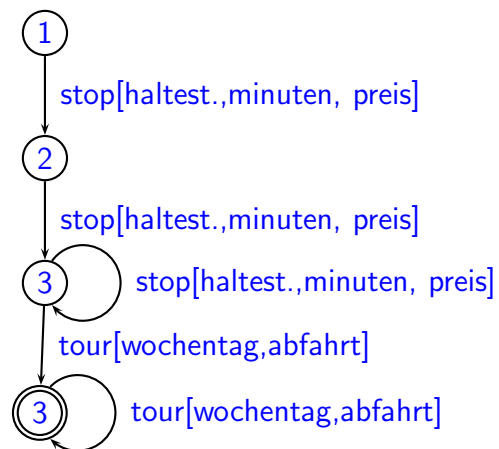 1
stop[haltest.,minuten, preis]
2
stop[haltest.,minuten, preis]
3
stop[haltest.,minuten, preis]
tour[wochentag,abfahrt]
3
tour[wochentag,abfahrt]